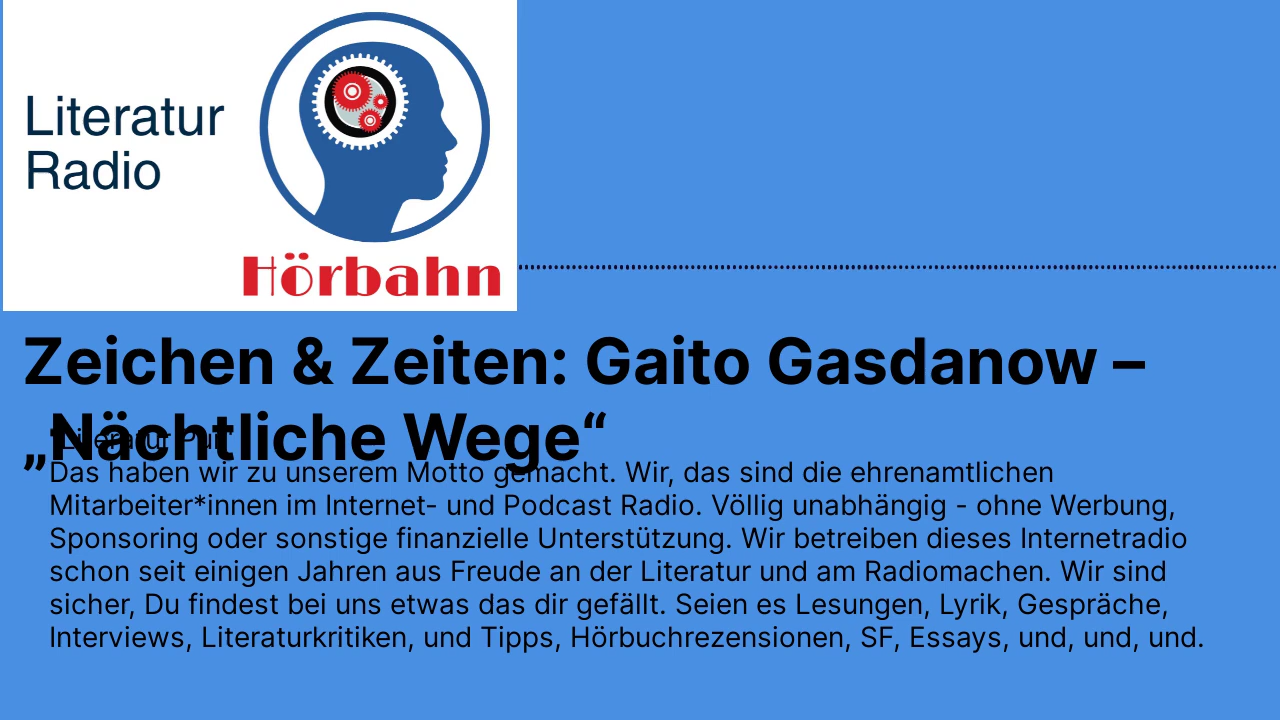 Literatur
Radio
Hörbahn
Zeichen & Zeiten: Gaito Gasdanow –
„Nächtliche Wege“
"Literatur Pur"
Das haben wir zu unserem Motto gemacht. Wir, das sind die ehrenamtlichen
Mitarbeiter*innen im Internet- und Podcast Radio. Völlig unabhängig - ohne Werbung,
Sponsoring oder sonstige finanzielle Unterstützung. Wir betreiben dieses Internetradio
schon seit einigen Jahren aus Freude an der Literatur und am Radiomachen. Wir sind
sicher, Du findest bei uns etwas das dir gefällt. Seien es Lesungen, Lyrik, Gespräche,
Interviews, Literaturkritiken, und Tipps, Hörbuchrezensionen, SF, Essays, und, und, und.